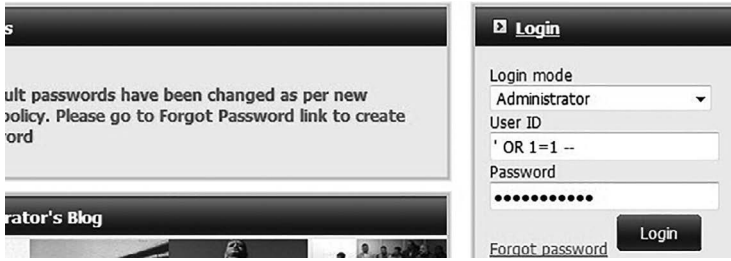 s
ult passwords have been changed as per new
policy. Please go to Forgot Password link to create
ord
rator's Blog
Login
Login mode
Administrator
User ID
' OR 1=1 --
Password
•••••••••••
Forgot password
Login